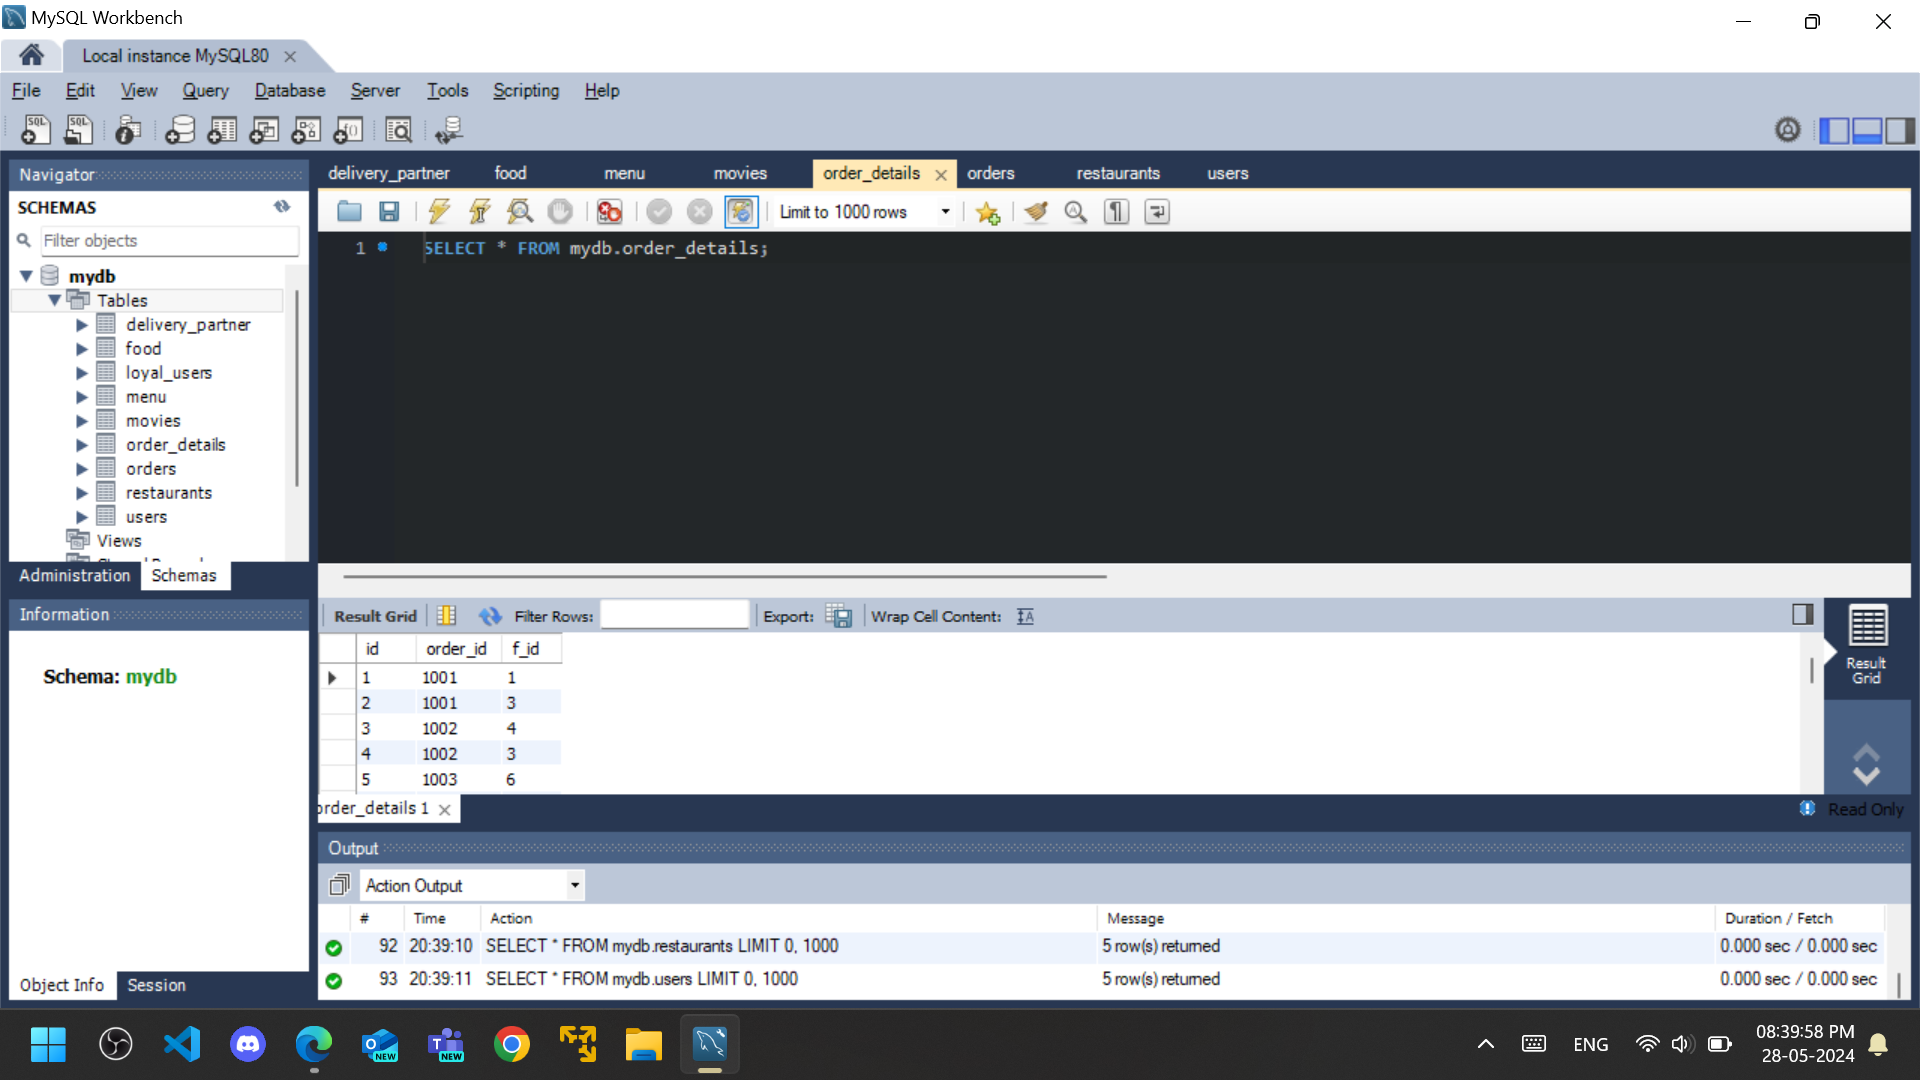 MySQL Workbench
Local instance MySQL80
File Edit View Query Database Server Tools Scripting Help
Navigator
SCHEMAS
Filter objects
mydb
Tables
delivery_partner
food
loyal_users
menu
movies
order_details
orders
restaurants
users
Views
Administration Schemas
Information
Schema: mydb
Object Info Session
delivery_partner food menu movies order_details orders restaurants users
Limit to 1000 rows
1 SELECT * FROM mydb.order_details;
Result Grid Filter Rows: Export: Wrap Cell Content:
id order_id f_id
1 1001 1
2 1001 3
3 1002 4
4 1002 3
5 1003 6
Result
Grid
order_details 1
Read Only
Output
Action Output
# Time Action Message Duration / Fetch
92 20:39:10 SELECT * FROM mydb.restaurants LIMIT 0, 1000 5 row(s) returned 0.000 sec / 0.000 sec
93 20:39:11 SELECT * FROM mydb.users LIMIT 0, 1000 5 row(s) returned 0.000 sec / 0.000 sec
NEW
NEW
ENG
08:39:58 PM
28-05-2024